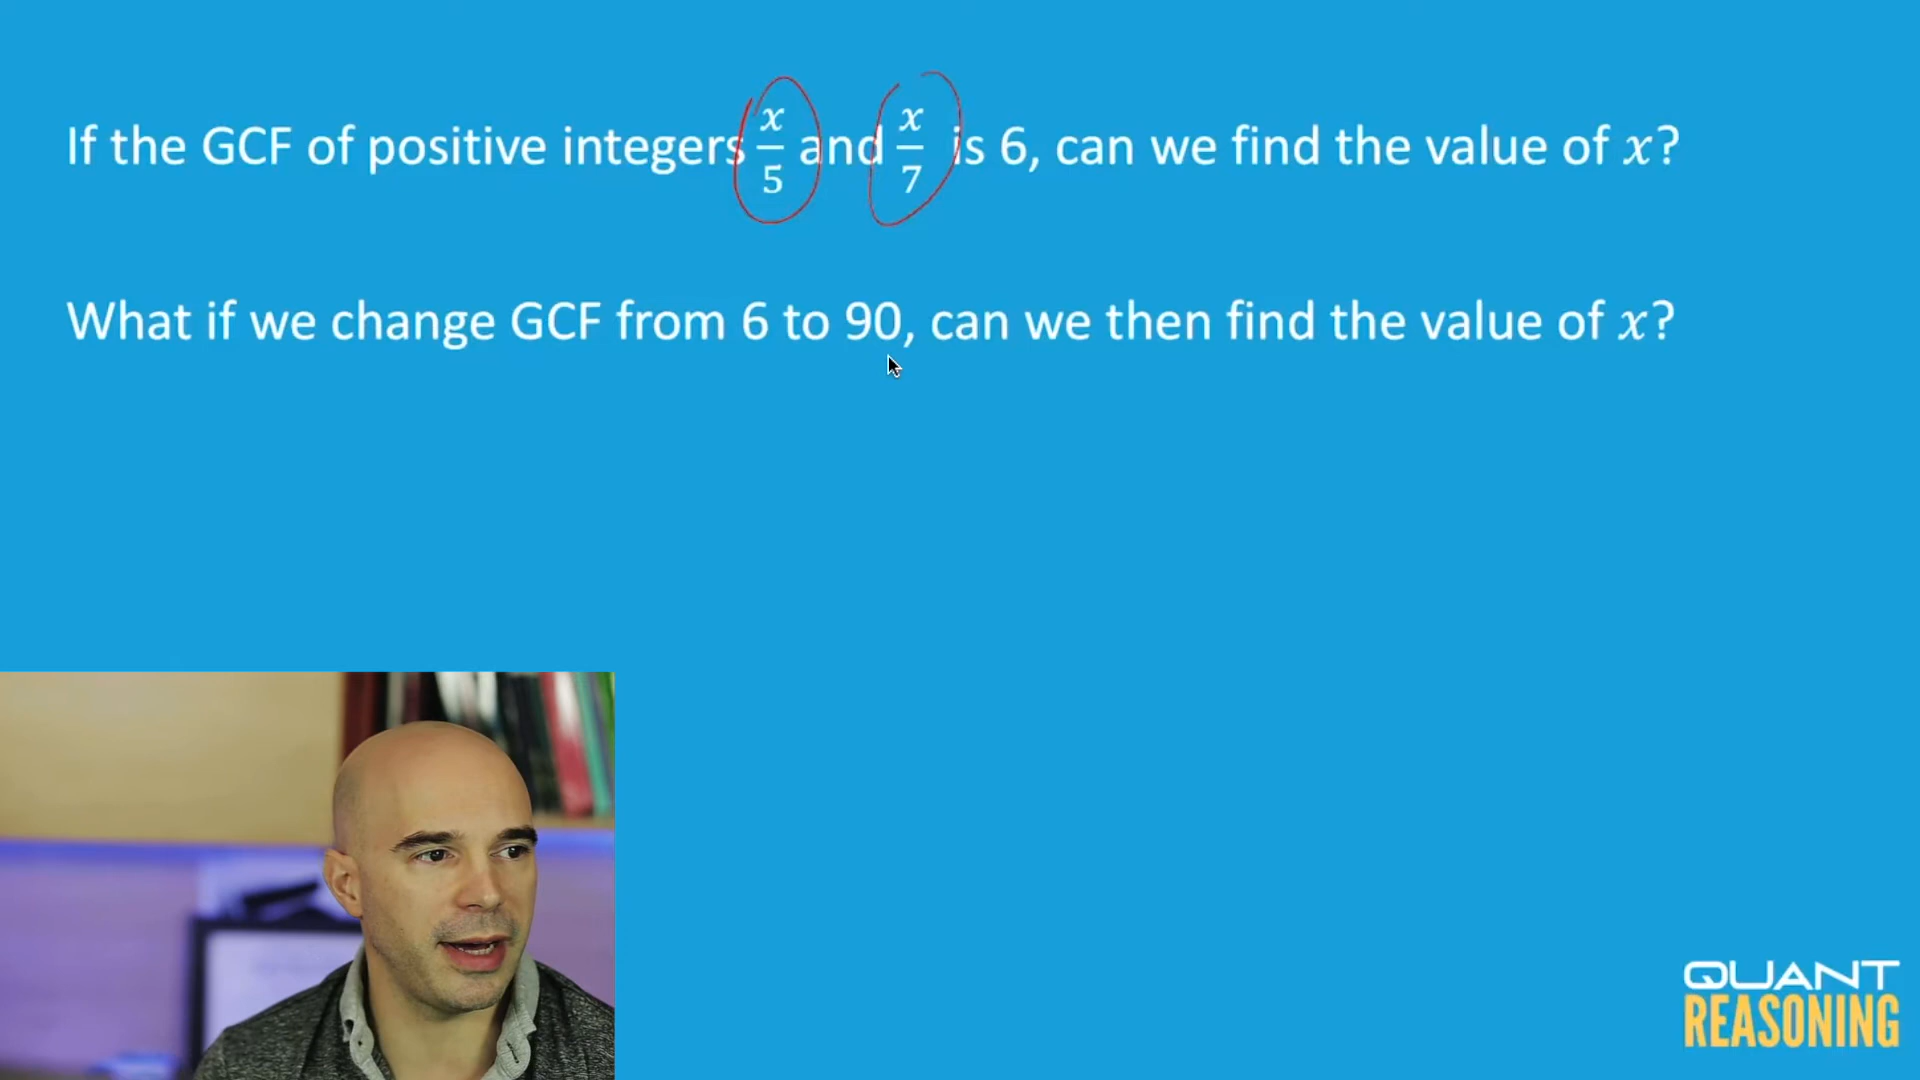 If the GCF of positive integers x/5 and x/7 is 6, can we find the value of x?
What if we change GCF from 6 to 90, can we then find the value of x?
QUANT
REASONING